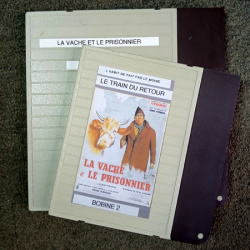 LA VACHE ET LE PRISONNIER
L'HABIT NE FAIT PAS LE MOINE
LE TRAIN DU RETOUR
FERNANDEL
LA VACHE
et LE PRISONNIER
BOBINE 2